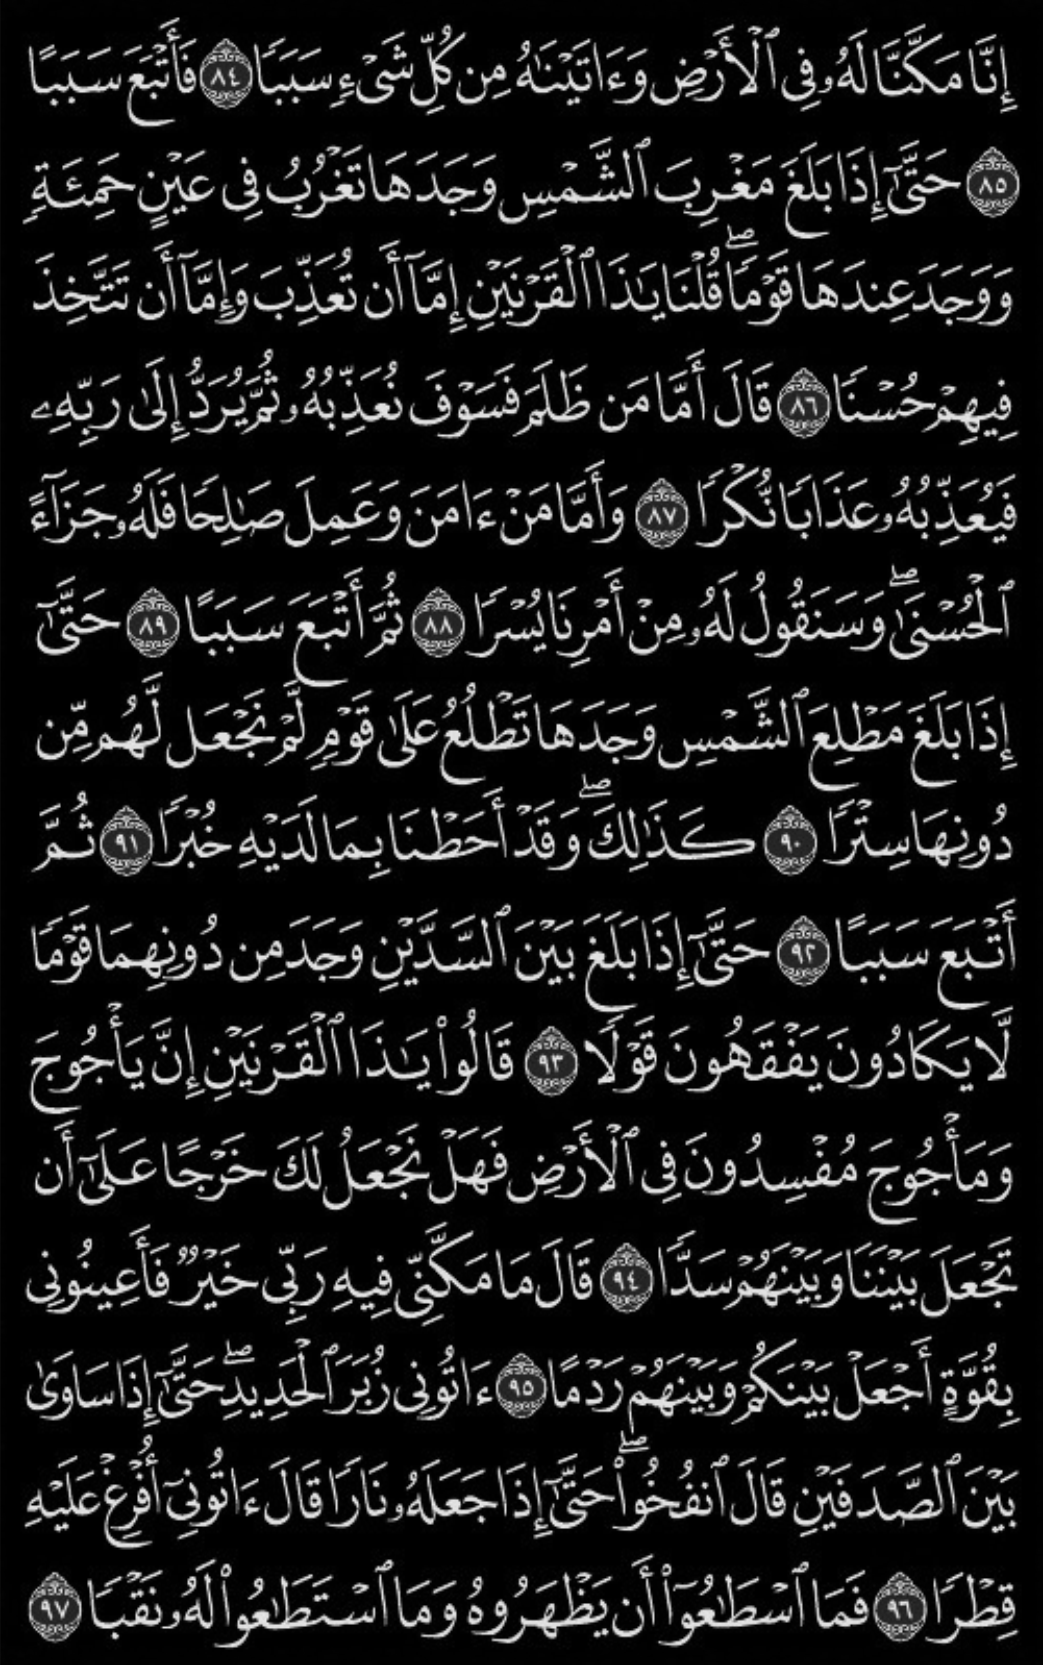 إِنَّا مَكَّنَّا لَهُۥ فِى ٱلْأَرْضِ وَءَاتَيْنَٰهُ مِن كُلِّ شَىْءٍ سَبَبًا ٨٤ فَأَتْبَعَ سَبَبًا
٨٥ حَتَّىٰٓ إِذَا بَلَغَ مَغْرِبَ ٱلشَّمْسِ وَجَدَهَا تَغْرُبُ فِى عَيْنٍ حَمِئَةٍ
وَوَجَدَ عِندَهَا قَوْمًا ۖ قُلْنَا يَٰذَا ٱلْقَرْنَيْنِ إِمَّآ أَن تُعَذِّبَ وَإِمَّآ أَن تَتَّخِذَ
فِيهِمْ حُسْنًا ٨٦ قَالَ أَمَّا مَن ظَلَمَ فَسَوْفَ نُعَذِّبُهُۥ ثُمَّ يُرَدُّ إِلَىٰ رَبِّهِۦ
فَيُعَذِّبُهُۥ عَذَابًا نُّكْرًا ٨٧ وَأَمَّا مَنْ ءَامَنَ وَعَمِلَ صَٰلِحًا فَلَهُۥ جَزَآءً
ٱلْحُسْنَىٰ ۖ وَسَنَقُولُ لَهُۥ مِنْ أَمْرِنَا يُسْرًا ٨٨ ثُمَّ أَتْبَعَ سَبَبًا ٨٩ حَتَّىٰٓ
إِذَا بَلَغَ مَطْلِعَ ٱلشَّمْسِ وَجَدَهَا تَطْلُعُ عَلَىٰ قَوْمٍ لَّمْ نَجْعَل لَّهُم مِّن
دُونِهَا سِتْرًا ٩٠ كَذَٰلِكَ ۖ وَقَدْ أَحَطْنَا بِمَا لَدَيْهِ خُبْرًا ٩١ ثُمَّ
أَتْبَعَ سَبَبًا ٩٢ حَتَّىٰٓ إِذَا بَلَغَ بَيْنَ ٱلسَّدَّيْنِ وَجَدَ مِن دُونِهِمَا قَوْمًا
لَّا يَكَادُونَ يَفْقَهُونَ قَوْلًا ٩٣ قَالُوا۟ يَٰذَا ٱلْقَرْنَيْنِ إِنَّ يَأْجُوجَ
وَمَأْجُوجَ مُفْسِدُونَ فِى ٱلْأَرْضِ فَهَلْ نَجْعَلُ لَكَ خَرْجًا عَلَىٰٓ أَن
تَجْعَلَ بَيْنَنَا وَبَيْنَهُمْ سَدًّا ٩٤ قَالَ مَا مَكَّنِّى فِيهِ رَبِّى خَيْرٌ فَأَعِينُونِى
بِقُوَّةٍ أَجْعَلْ بَيْنَكُمْ وَبَيْنَهُمْ رَدْمًا ٩٥ ءَاتُونِى زُبَرَ ٱلْحَدِيدِ ۖ حَتَّىٰٓ إِذَا سَاوَىٰ
بَيْنَ ٱلصَّدَفَيْنِ قَالَ ٱنفُخُوا۟ ۖ حَتَّىٰٓ إِذَا جَعَلَهُۥ نَارًا قَالَ ءَاتُونِىٓ أُفْرِغْ عَلَيْهِ
قِطْرًا ٩٦ فَمَا ٱسْطَٰعُوٓا۟ أَن يَظْهَرُوهُ وَمَا ٱسْتَطَٰعُوا۟ لَهُۥ نَقْبًا ٩٧